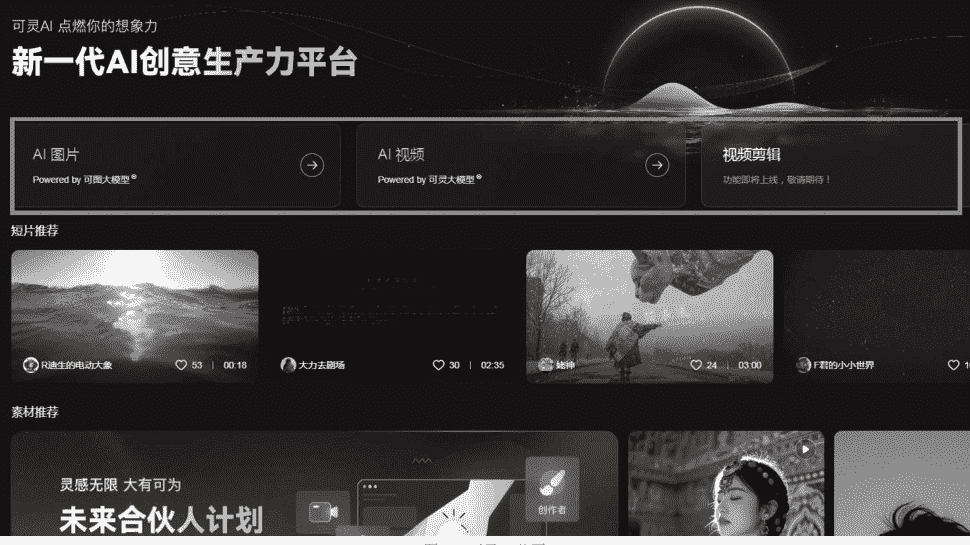 可灵AI 点燃你的想象力
新一代AI创意生产力平台
AI 图片
Powered by 可图大模型®
AI 视频
Powered by 可灵大模型®
视频剪辑
功能即将上线，敬请期待！
短片推荐
R迪生的电动大象 53 | 00:18
大力去剧场 30 | 02:35
姥神 24 | 03:00
F君的小小世界
素材推荐
灵感无限 大有可为
未来合伙人计划
创作者